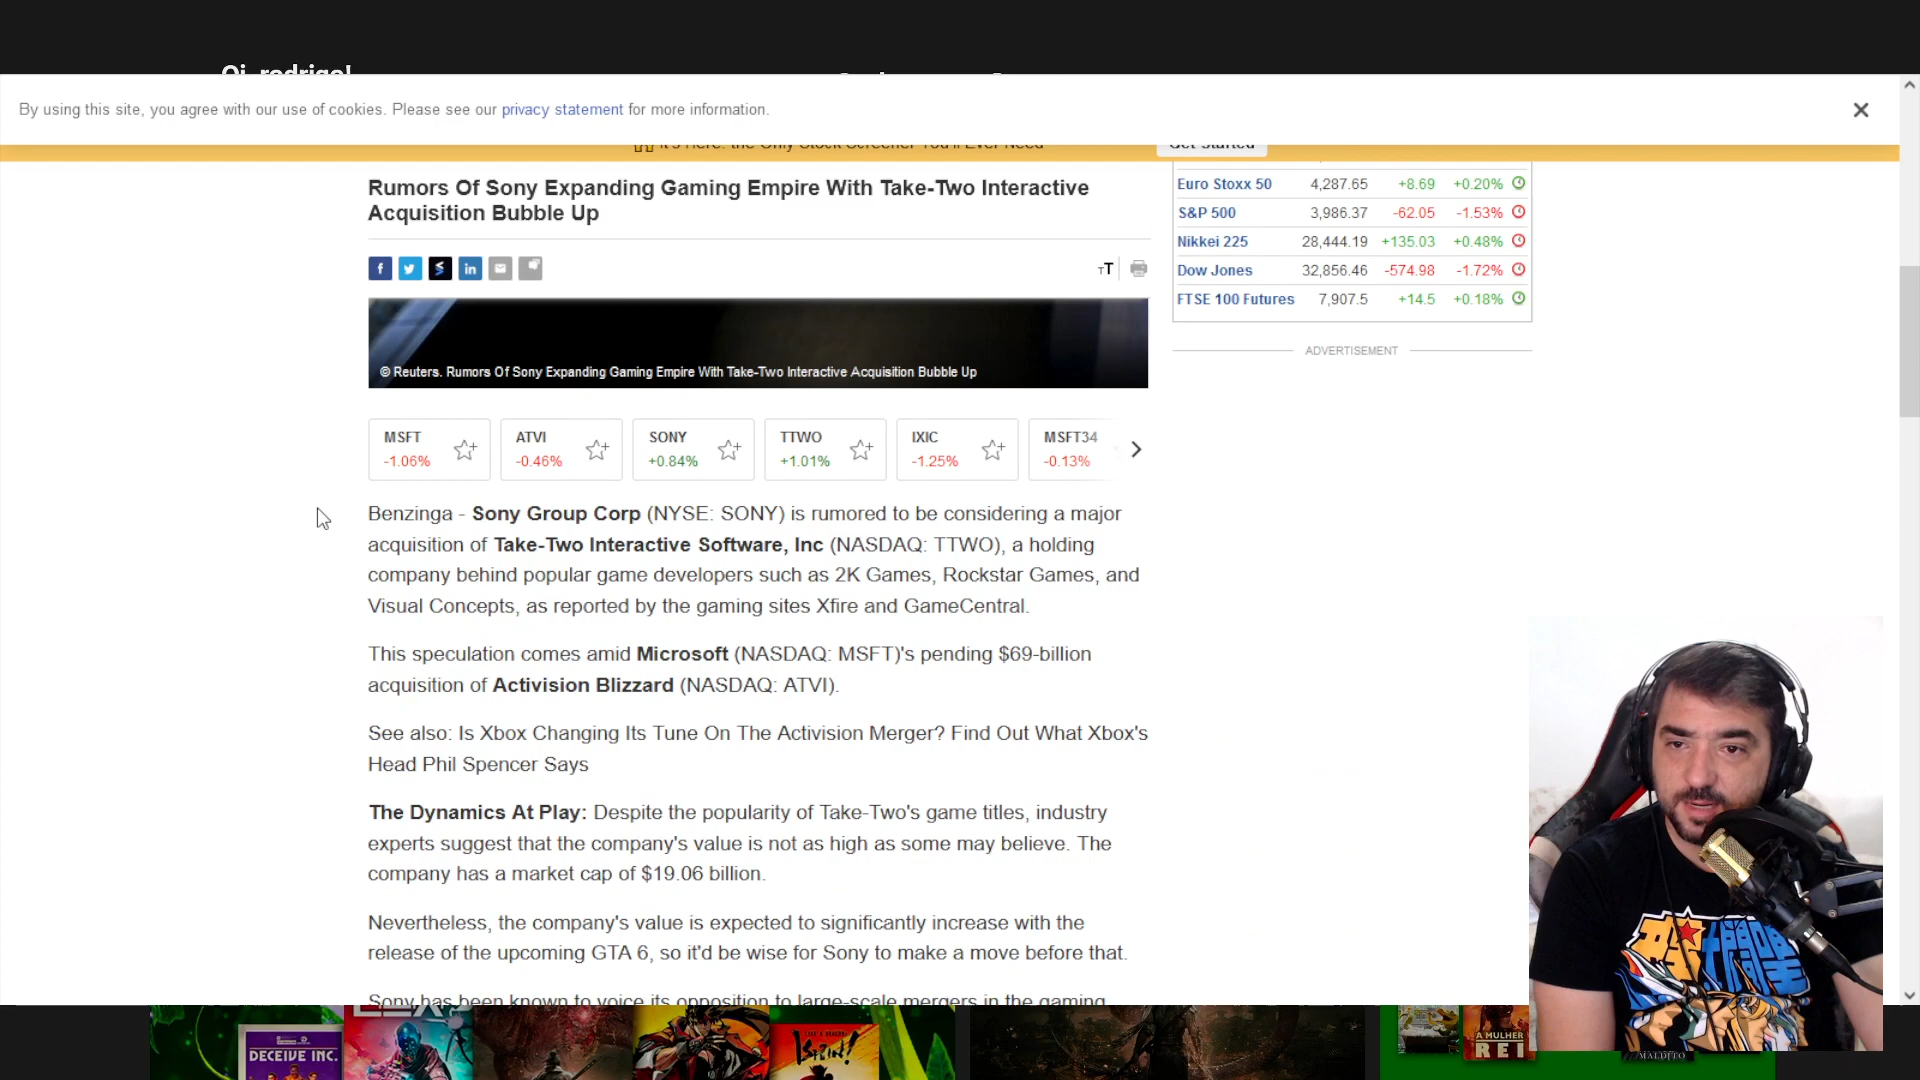 Oi, rodrigo!
By using this site, you agree with our use of cookies. Please see our privacy statement for more information.
It's Here: the Only Stock Screener You'll Ever Need
Get Started
Rumors Of Sony Expanding Gaming Empire With Take-Two Interactive
Acquisition Bubble Up
© Reuters. Rumors Of Sony Expanding Gaming Empire With Take-Two Interactive Acquisition Bubble Up
MSFT
-1.06%
ATVI
-0.46%
SONY
+0.84%
TTWO
+1.01%
IXIC
-1.25%
MSFT34
-0.13%
Benzinga - Sony Group Corp (NYSE: SONY) is rumored to be considering a major
acquisition of Take-Two Interactive Software, Inc (NASDAQ: TTWO), a holding
company behind popular game developers such as 2K Games, Rockstar Games, and
Visual Concepts, as reported by the gaming sites Xfire and GameCentral.
This speculation comes amid Microsoft (NASDAQ: MSFT)'s pending $69-billion
acquisition of Activision Blizzard (NASDAQ: ATVI).
See also: Is Xbox Changing Its Tune On The Activision Merger? Find Out What Xbox's
Head Phil Spencer Says
The Dynamics At Play: Despite the popularity of Take-Two's game titles, industry
experts suggest that the company's value is not as high as some may believe. The
company has a market cap of $19.06 billion.
Nevertheless, the company's value is expected to significantly increase with the
release of the upcoming GTA 6, so it'd be wise for Sony to make a move before that.
Sony has been known to voice its opposition to large-scale mergers in the gaming
Euro Stoxx 50 4,287.65 +8.69 +0.20%
S&P 500 3,986.37 -62.05 -1.53%
Nikkei 225 28,444.19 +135.03 +0.48%
Dow Jones 32,856.46 -574.98 -1.72%
FTSE 100 Futures 7,907.5 +14.5 +0.18%
ADVERTISEMENT
DECEIVE INC.
A MULHER
REI
MALDITO